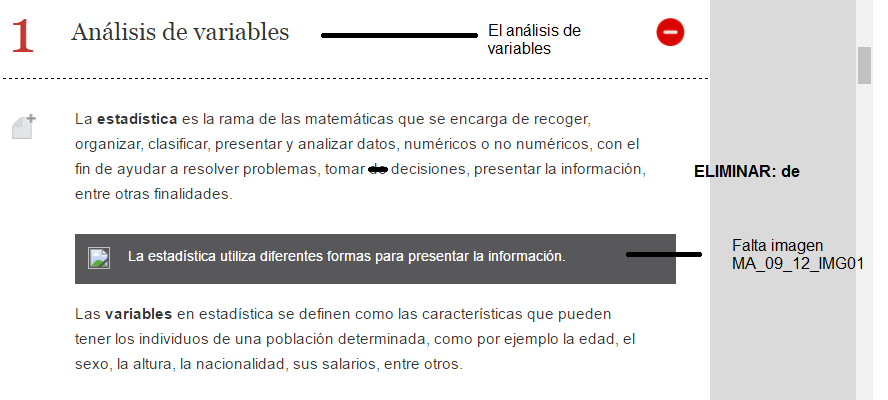 1 Análisis de variables
El análisis de
variables
La estadística es la rama de las matemáticas que se encarga de recoger,
organizar, clasificar, presentar y analizar datos, numéricos o no numéricos, con el
fin de ayudar a resolver problemas, tomar de decisiones, presentar la información,
entre otras finalidades.
ELIMINAR: de
La estadística utiliza diferentes formas para presentar la información.
Falta imagen
MA_09_12_IMG01
Las variables en estadística se definen como las características que pueden
tener los individuos de una población determinada, como por ejemplo la edad, el
sexo, la altura, la nacionalidad, sus salarios, entre otros.